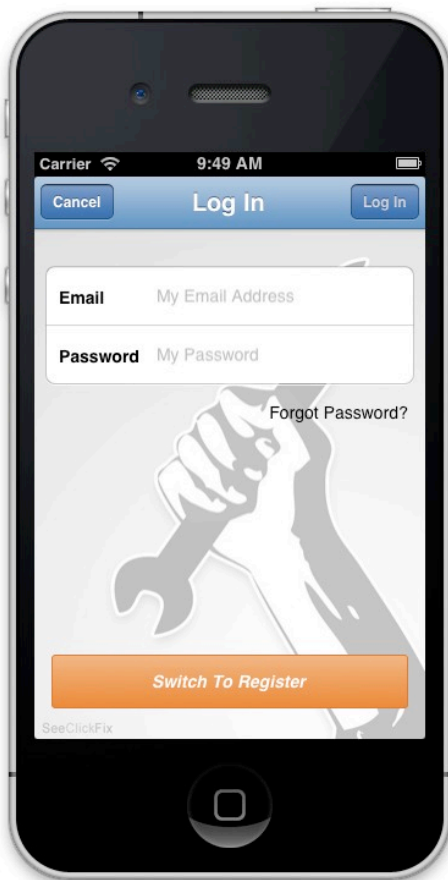 Carrier 9:49 AM
Cancel Log In Log In
Email My Email Address
Password My Password
Forgot Password?
Switch To Register
SeeClickFix